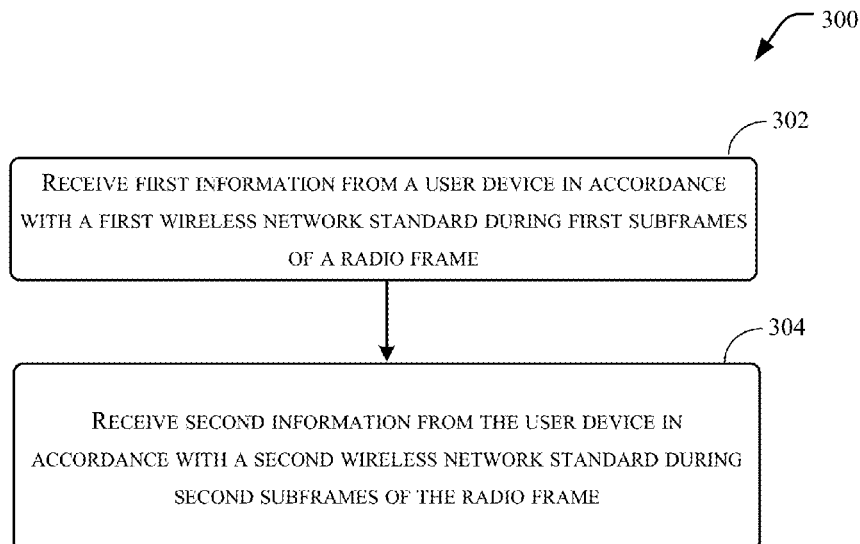 300
302
RECEIVE FIRST INFORMATION FROM A USER DEVICE IN ACCORDANCE
WITH A FIRST WIRELESS NETWORK STANDARD DURING FIRST SUBFRAMES
OF A RADIO FRAME
304
RECEIVE SECOND INFORMATION FROM THE USER DEVICE IN
ACCORDANCE WITH A SECOND WIRELESS NETWORK STANDARD DURING
SECOND SUBFRAMES OF THE RADIO FRAME